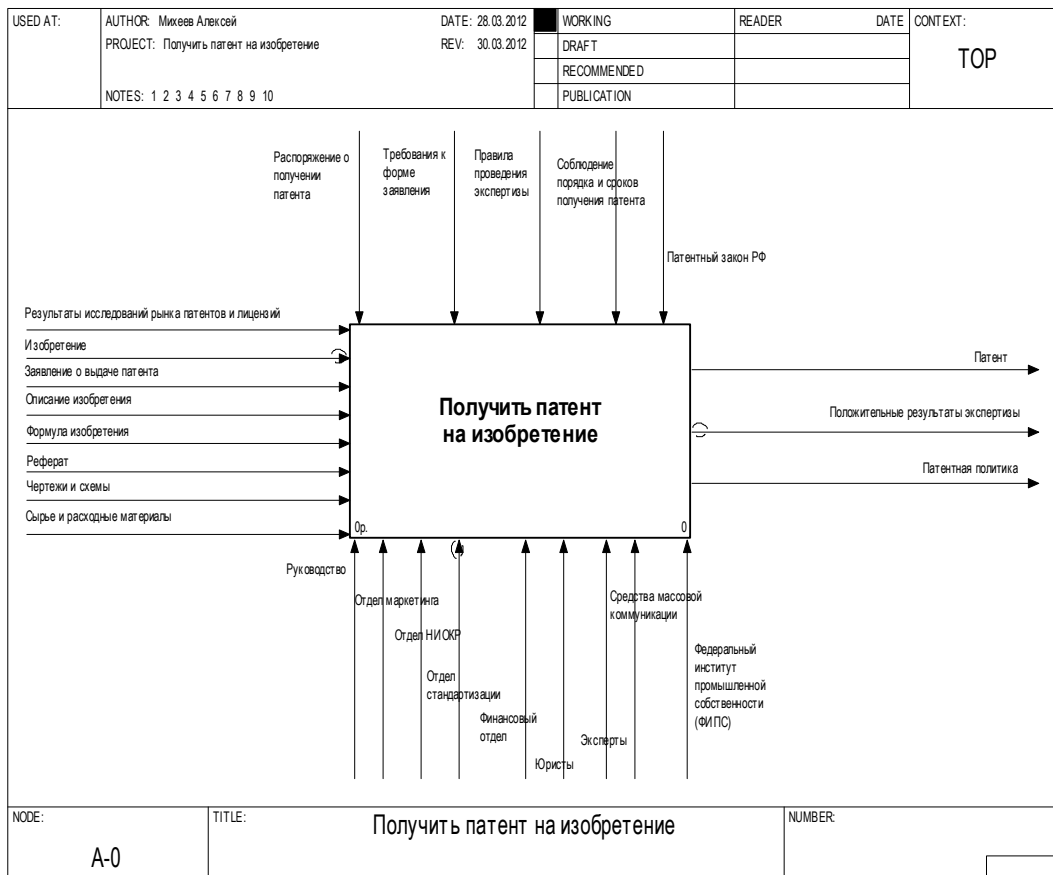 USED AT:
AUTHOR: Михеев Алексей
DATE: 28.03.2012
WORKING
READER
DATE
CONTEXT:
PROJECT: Получить патент на изобретение
REV: 30.03.2012
DRAFT
TOP
RECOMMENDED
NOTES: 1 2 3 4 5 6 7 8 9 10
PUBLICATION
Распоряжение о
получении
патента
Требования к
форме
заявления
Правила
проведения
экспертизы
Соблюдение
порядка и сроков
получения патента
Патентный закон РФ
Результаты исследований рынка патентов и лицензий
Изобретение
Заявление о выдаче патента
Описание изобретения
Формула изобретения
Реферат
Чертежи и схемы
Сырье и расходные материалы
Получить патент
на изобретение
0р.
0
Патент
Положительные результаты экспертизы
Патентная политика
Руководство
Отдел маркетинга
Отдел НИОКР
Отдел
стандартизации
Финансовый
отдел
Юристы
Эксперты
Средства массовой
коммуникации
Федеральный
институт
промышленной
собственности
(ФИПС)
NODE:
A-0
TITLE:
Получить патент на изобретение
NUMBER: